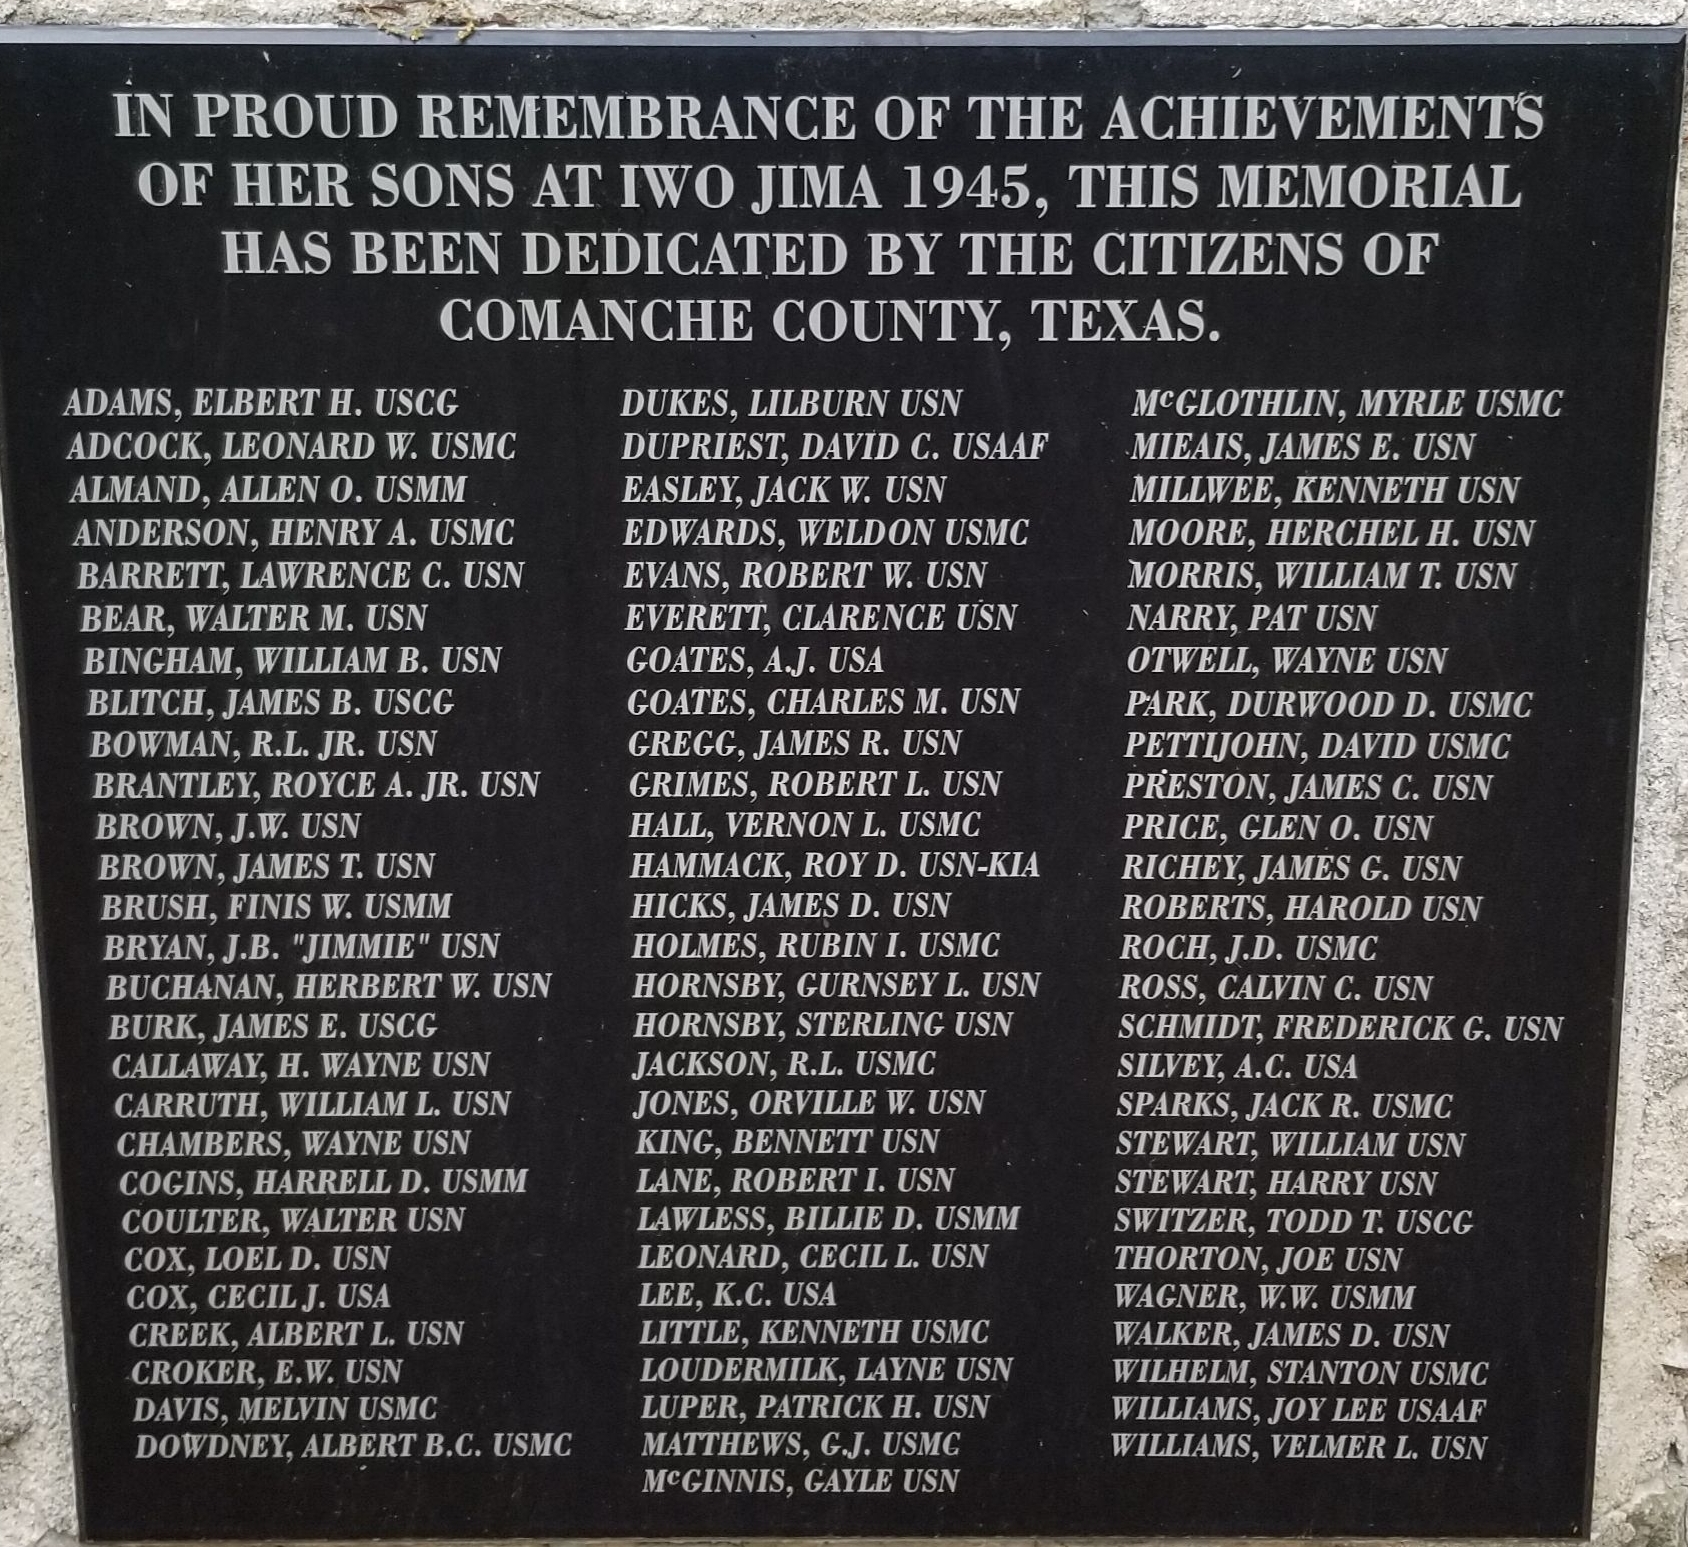 IN PROUD REMEMBRANCE OF THE ACHIEVEMENTS
OF HER SONS AT IWO JIMA 1945, THIS MEMORIAL
HAS BEEN DEDICATED BY THE CITIZENS OF
COMANCHE COUNTY, TEXAS.
ADAMS, ELBERT H. USCG
ADCOCK, LEONARD W. USMC
ALMAND, ALLEN O. USMM
ANDERSON, HENRY A. USMC
BARRETT, LAWRENCE C. USN
BEAR, WALTER M. USN
BINGHAM, WILLIAM B. USN
BLITCH, JAMES B. USCG
BOWMAN, R.L. JR. USN
BRANTLEY, ROYCE A. JR. USN
BROWN, J.W. USN
BROWN, JAMES T. USN
BRUSH, FINIS W. USMM
BRYAN, J.B. "JIMMIE" USN
BUCHANAN, HERBERT W. USN
BURK, JAMES E. USCG
CALLAWAY, H. WAYNE USN
CARRUTH, WILLIAM L. USN
CHAMBERS, WAYNE USN
COGINS, HARRELL D. USMM
COULTER, WALTER USN
COX, LOEL D. USN
COX, CECIL J. USA
CREEK, ALBERT L. USN
CROKER, E.W. USN
DAVIS, MELVIN USMC
DOWDNEY, ALBERT B.C. USMC
DUKES, LILBURN USN
DUPRIEST, DAVID C. USAAF
EASLEY, JACK W. USN
EDWARDS, WELDON USMC
EVANS, ROBERT W. USN
EVERETT, CLARENCE USN
GOATES, A.J. USA
GOATES, CHARLES M. USN
GREGG, JAMES R. USN
GRIMES, ROBERT L. USN
HALL, VERNON L. USMC
HAMMACK, ROY D. USN-KIA
HICKS, JAMES D. USN
HOLMES, RUBIN I. USMC
HORNSBY, GURNSEY L. USN
HORNSBY, STERLING USN
JACKSON, R.L. USMC
JONES, ORVILLE W. USN
KING, BENNETT USN
LANE, ROBERT I. USN
LAWLESS, BILLIE D. USMM
LEONARD, CECIL L. USN
LEE, K.C. USA
LITTLE, KENNETH USMC
LOUDERMILK, LAYNE USN
LUPER, PATRICK H. USN
MATTHEWS, G.J. USMC
McGINNIS, GAYLE USN
McGLOTHLIN, MYRLE USMC
MIEAIS, JAMES E. USN
MILLWEE, KENNETH USN
MOORE, HERCHEL H. USN
MORRIS, WILLIAM T. USN
NARRY, PAT USN
OTWELL, WAYNE USN
PARK, DURWOOD D. USMC
PETTIJOHN, DAVID USMC
PRESTON, JAMES C. USN
PRICE, GLEN O. USN
RICHEY, JAMES G. USN
ROBERTS, HAROLD USN
ROCH, J.D. USMC
ROSS, CALVIN C. USN
SCHMIDT, FREDERICK G. USN
SILVEY, A.C. USA
SPARKS, JACK R. USMC
STEWART, WILLIAM USN
STEWART, HARRY USN
SWITZER, TODD T. USCG
THORTON, JOE USN
WAGNER, W.W. USMM
WALKER, JAMES D. USN
WILHELM, STANTON USMC
WILLIAMS, JOY LEE USAAF
WILLIAMS, VELMER L. USN